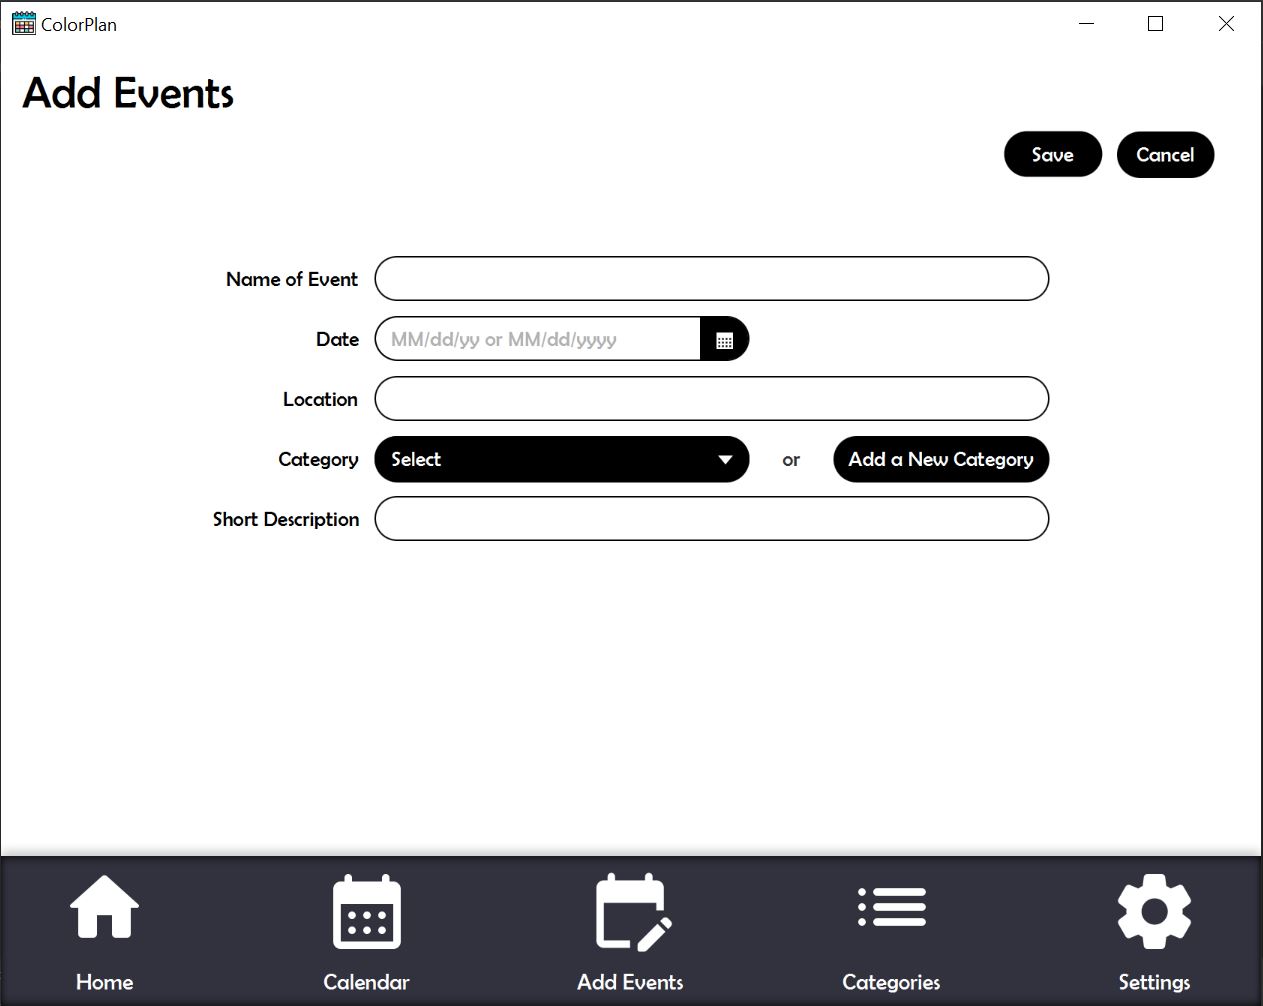 ColorPlan
Add Events
Save Cancel
Name of Event
Date MM/dd/yy or MM/dd/yyyy
Location
Category Select or Add a New Category
Short Description
Home Calendar Add Events Categories Settings